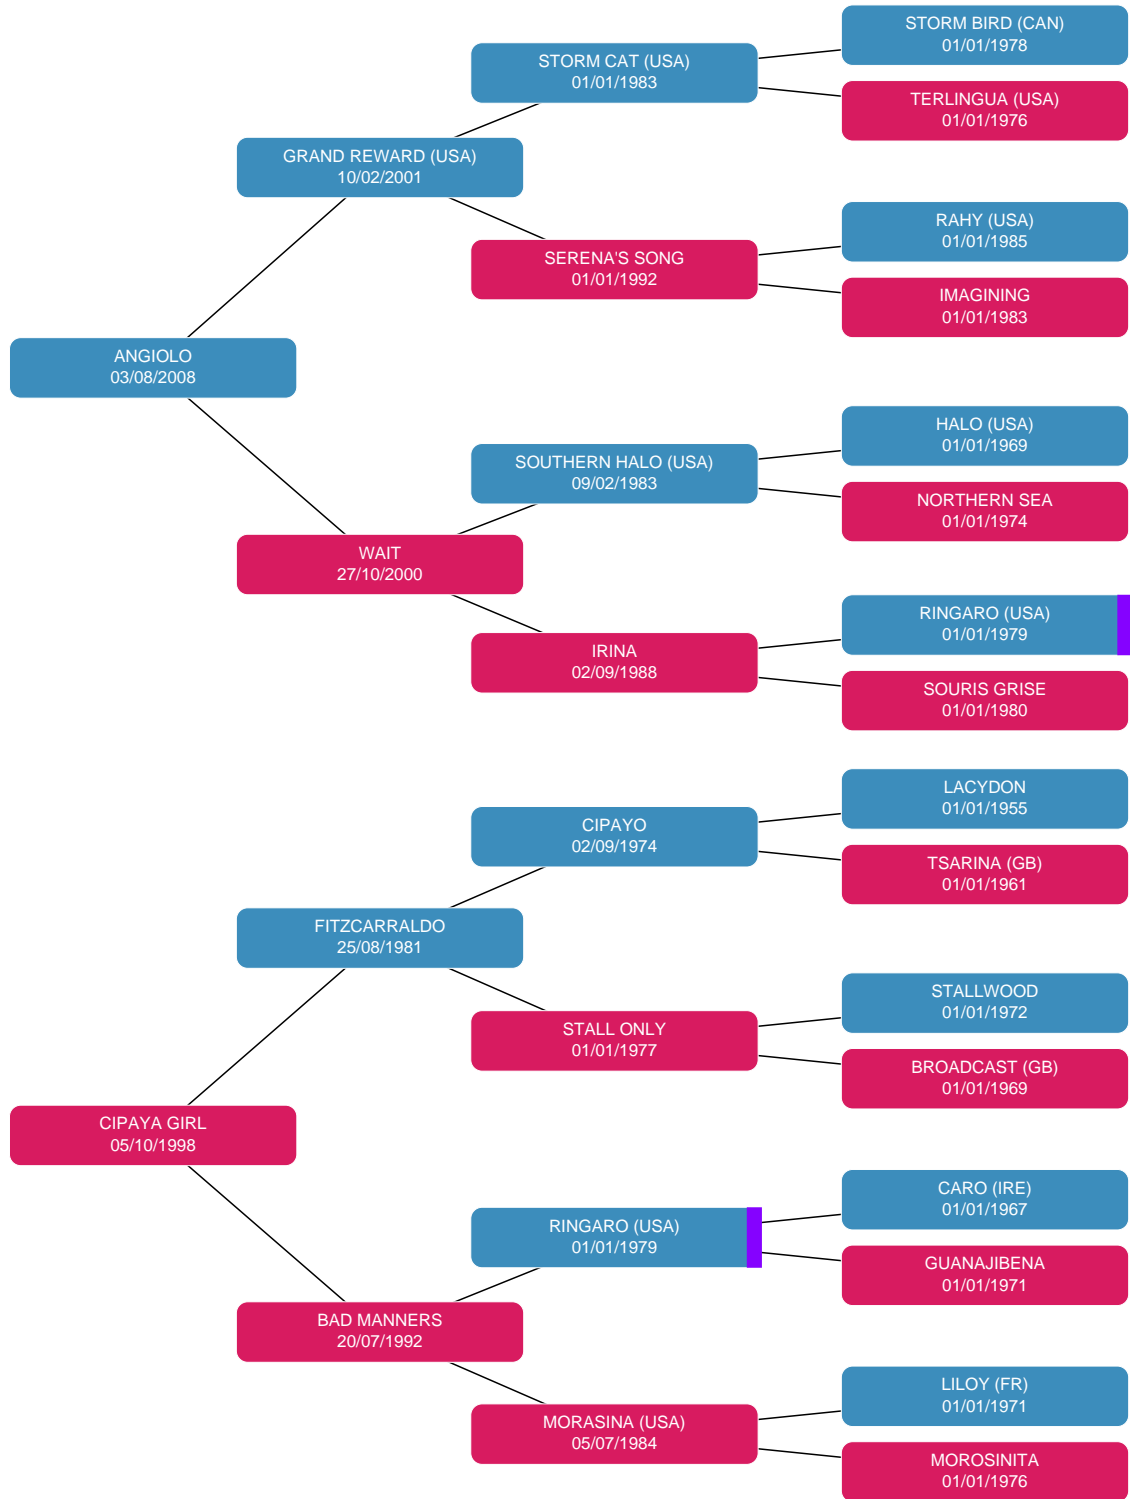 STORM BIRD (CAN)
01/01/1978
STORM CAT (USA)
01/01/1983
TERLINGUA (USA)
01/01/1976
GRAND REWARD (USA)
10/02/2001
RAHY (USA)
01/01/1985
SERENA'S SONG
01/01/1992
IMAGINING
01/01/1983
ANGIOLO
03/08/2008
HALO (USA)
01/01/1969
SOUTHERN HALO (USA)
09/02/1983
NORTHERN SEA
01/01/1974
WAIT
27/10/2000
RINGARO (USA)
01/01/1979
IRINA
02/09/1988
SOURIS GRISE
01/01/1980
LACYDON
01/01/1955
CIPAYO
02/09/1974
TSARINA (GB)
01/01/1961
FITZCARRALDO
25/08/1981
STALLWOOD
01/01/1972
STALL ONLY
01/01/1977
BROADCAST (GB)
01/01/1969
CIPAYA GIRL
05/10/1998
CARO (IRE)
01/01/1967
RINGARO (USA)
01/01/1979
GUANAJIBENA
01/01/1971
BAD MANNERS
20/07/1992
LILOY (FR)
01/01/1971
MORASINA (USA)
05/07/1984
MOROSINITA
01/01/1976